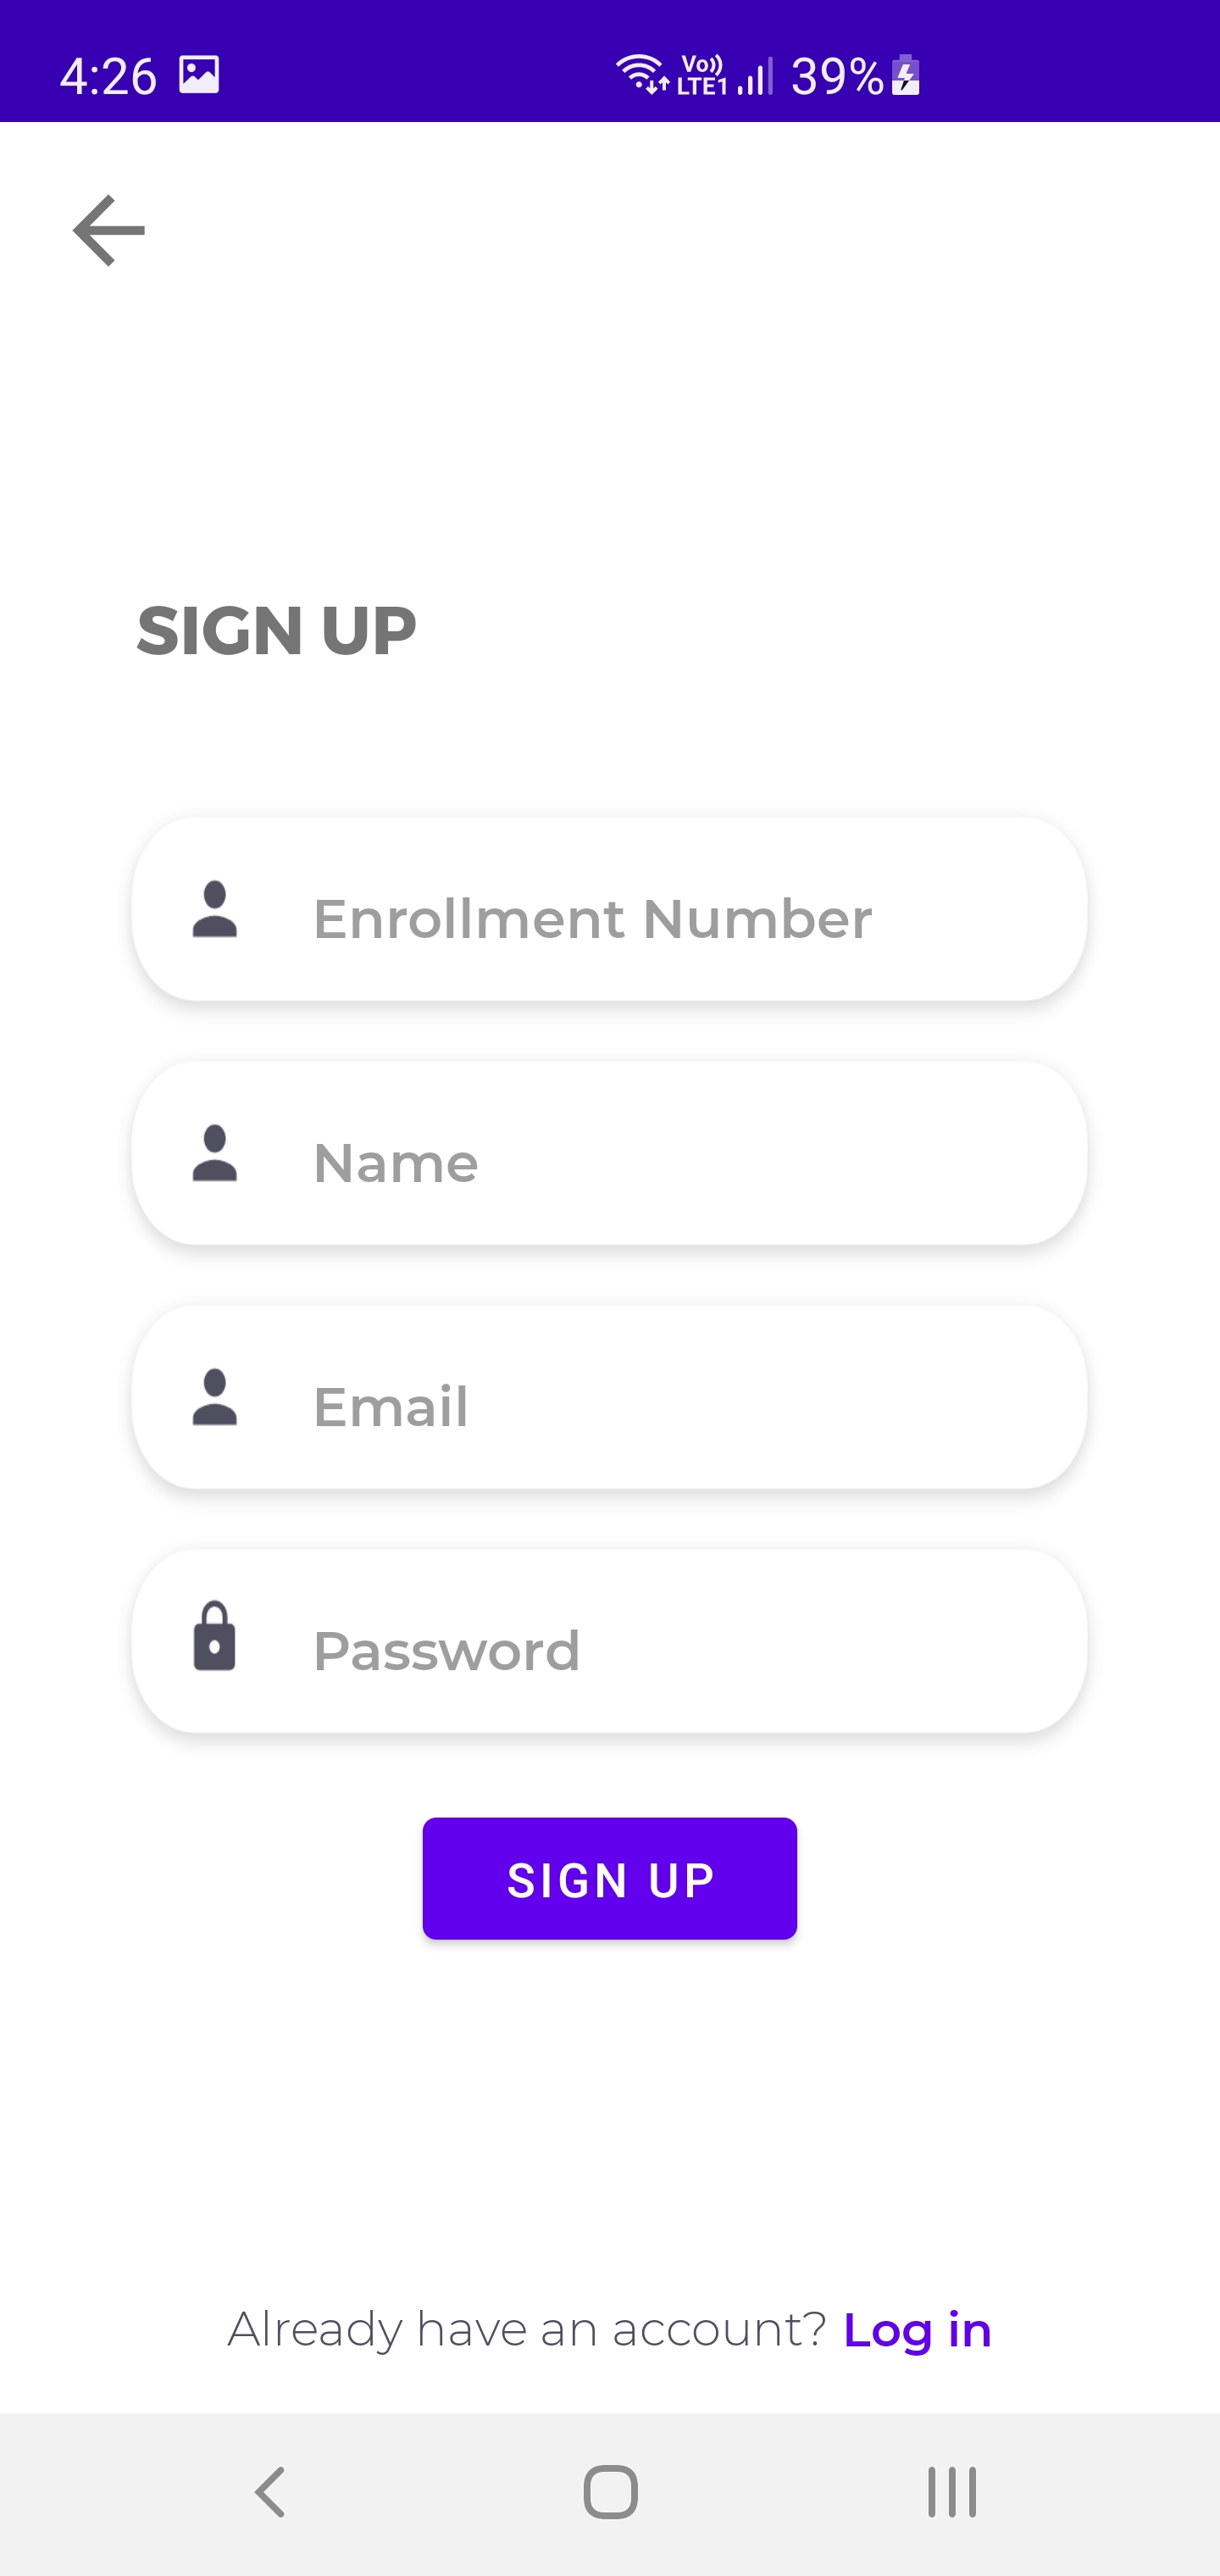 4:26 Vo)) LTE1 39%
SIGN UP
Enrollment Number
Name
Email
Password
SIGN UP
Already have an account? Log in